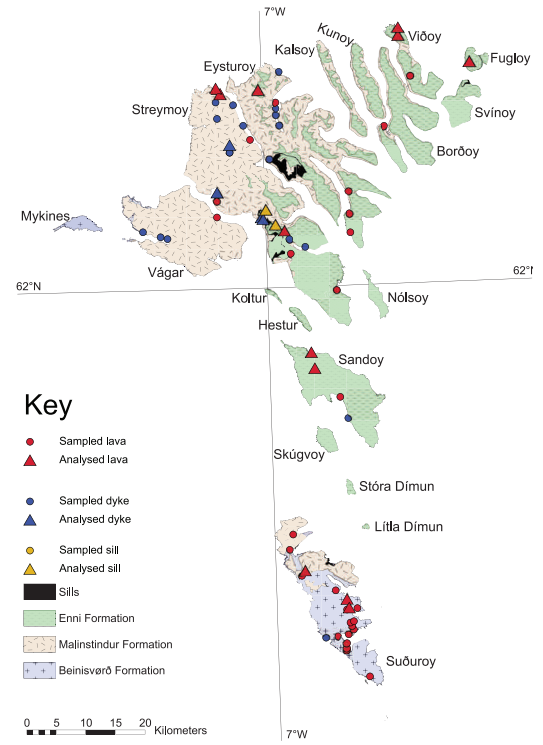 7°W
Kalsoy
Kunoy
Viðoy
Fugloy
Eysturoy
Svínoy
Streymoy
Borðoy
Mykines
Vágar
62°N
62°N
Koltur
Nólsoy
Hestur
Sandoy
Skúgvoy
Stóra Dímun
Lítla Dímun
Suðuroy
Key
Sampled lava
Analysed lava
Sampled dyke
Analysed dyke
Sampled sill
Analysed sill
Sills
Enni Formation
Malinstindur Formation
Beinisvørð Formation
0 5 10 15 20
Kilometers
7°W